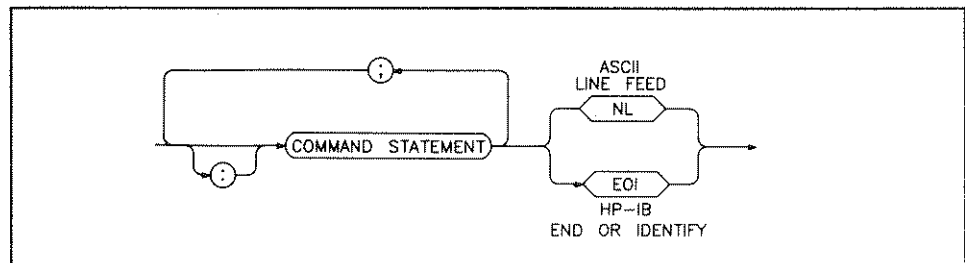 ;
ASCII
LINE FEED
NL
COMMAND STATEMENT
:
EOI
HP-IB
END OR IDENTIFY